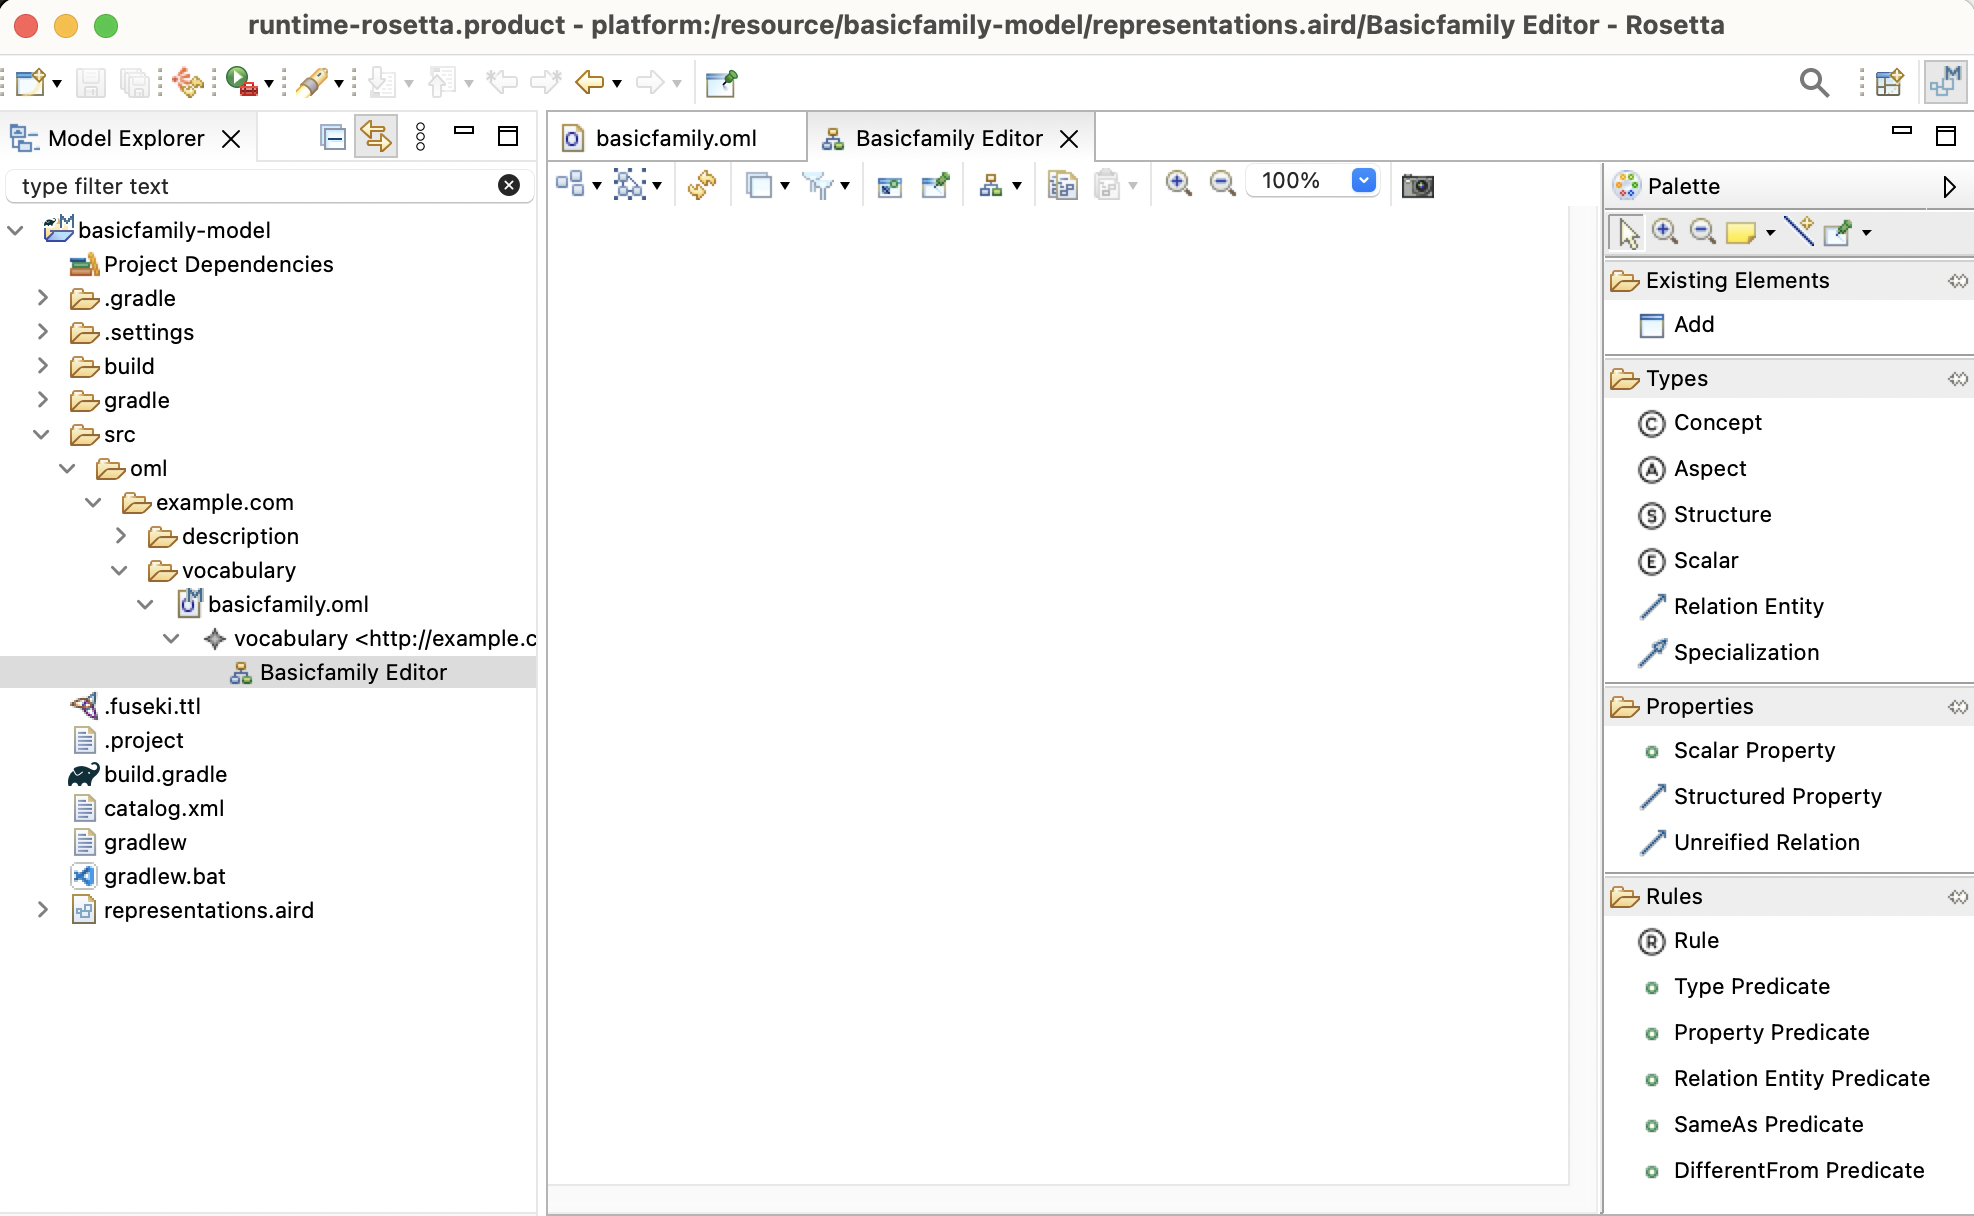 runtime-rosetta.product - platform:/resource/basicfamily-model/representations.aird/Basicfamily Editor - Rosetta
Model Explorer
type filter text
basicfamily-model
Project Dependencies
.gradle
.settings
build
gradle
src
oml
example.com
description
vocabulary
basicfamily.oml
vocabulary <http://example.c
Basicfamily Editor
.fuseki.ttl
.project
build.gradle
catalog.xml
gradlew
gradlew.bat
representations.aird
basicfamily.oml
Basicfamily Editor
100%
Palette
Existing Elements
Add
Types
C Concept
A Aspect
S Structure
E Scalar
Relation Entity
Specialization
Properties
Scalar Property
Structured Property
Unreified Relation
Rules
R Rule
Type Predicate
Property Predicate
Relation Entity Predicate
SameAs Predicate
DifferentFrom Predicate